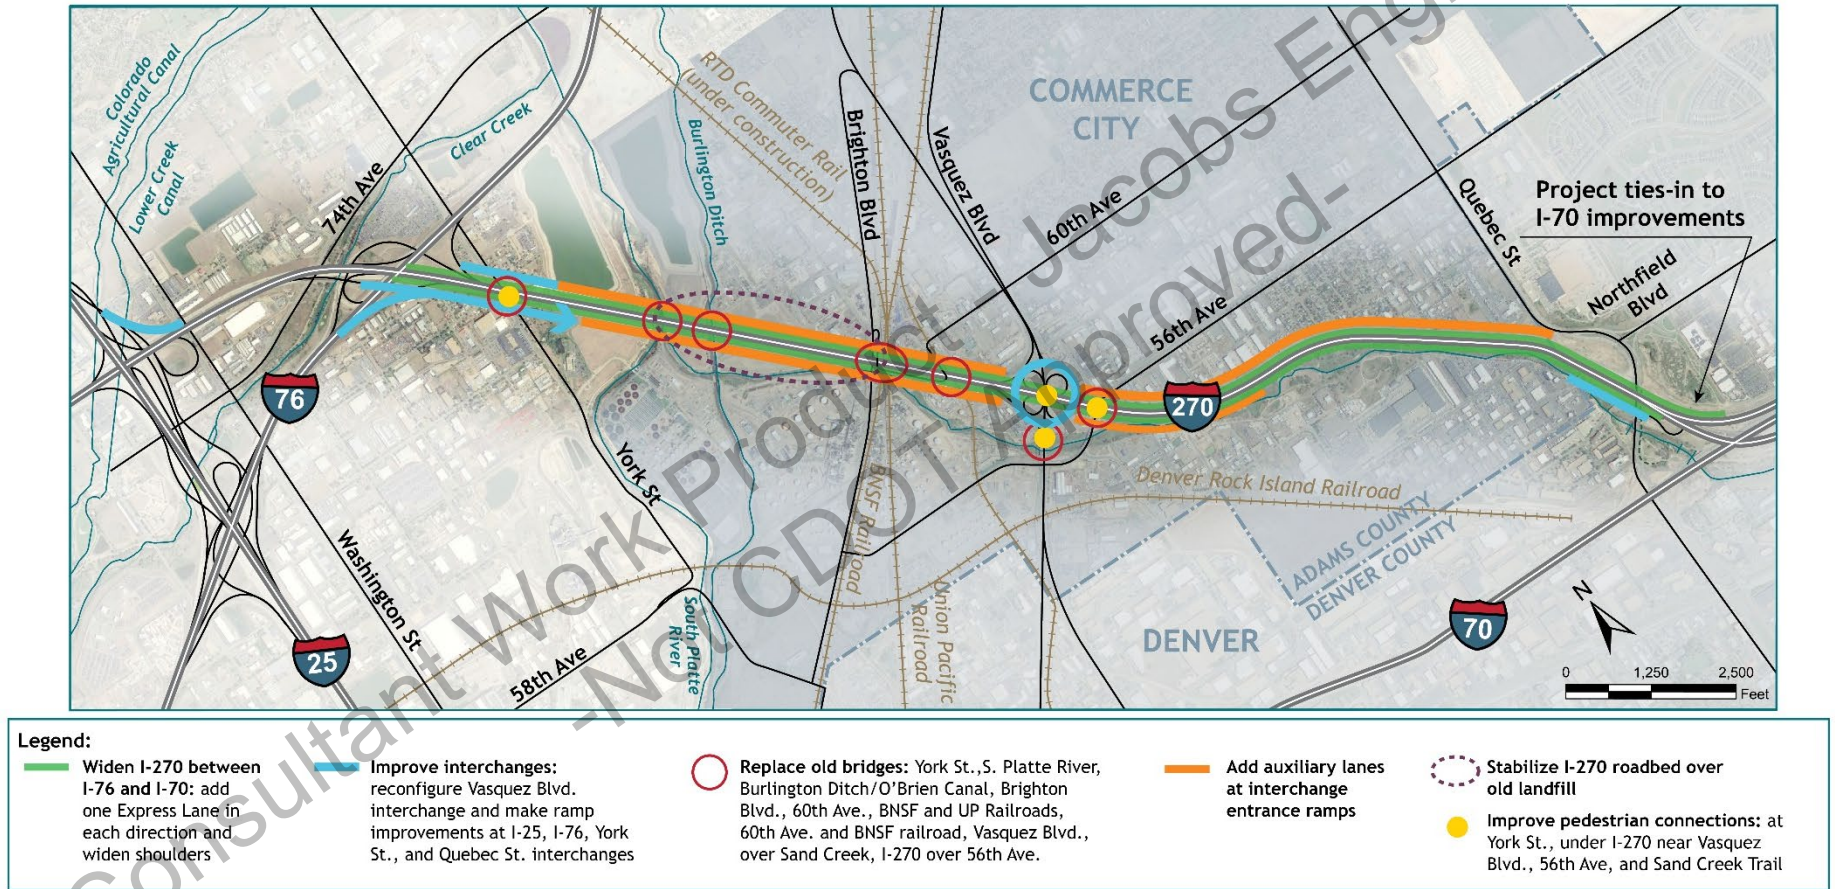 Colorado
Agricultural Canal
Lower Creek
Canal
74th Ave
Clear Creek
RTD Commuter Rail
(under construction)
Burlington Ditch
Brighton Blvd
Vasquez Blvd
COMMERCE
CITY
60th Ave
56th Ave
Quebec St
Project ties-in to
I-70 improvements
Northfield
Blvd
76
270
York St
Washington St
25
58th Ave
South Platte
River
BNSF Railroad
Union Pacific
Railroad
Denver Rock Island Railroad
ADAMS COUNTY
DENVER COUNTY
DENVER
70
N
0 1,250 2,500
Feet
Consultant Work Product - Jacobs Eng
-Not CDOT Approved-
Legend:
Widen I-270 between
I-76 and I-70: add
one Express Lane in
each direction and
widen shoulders
Improve interchanges:
reconfigure Vasquez Blvd.
interchange and make ramp
improvements at I-25, I-76, York
St., and Quebec St. interchanges
Replace old bridges: York St.,S. Platte River,
Burlington Ditch/O'Brien Canal, Brighton
Blvd., 60th Ave., BNSF and UP Railroads,
60th Ave. and BNSF railroad, Vasquez Blvd.,
over Sand Creek, I-270 over 56th Ave.
Add auxiliary lanes
at interchange
entrance ramps
Stabilize I-270 roadbed over
old landfill
Improve pedestrian connections: at
York St., under I-270 near Vasquez
Blvd., 56th Ave, and Sand Creek Trail